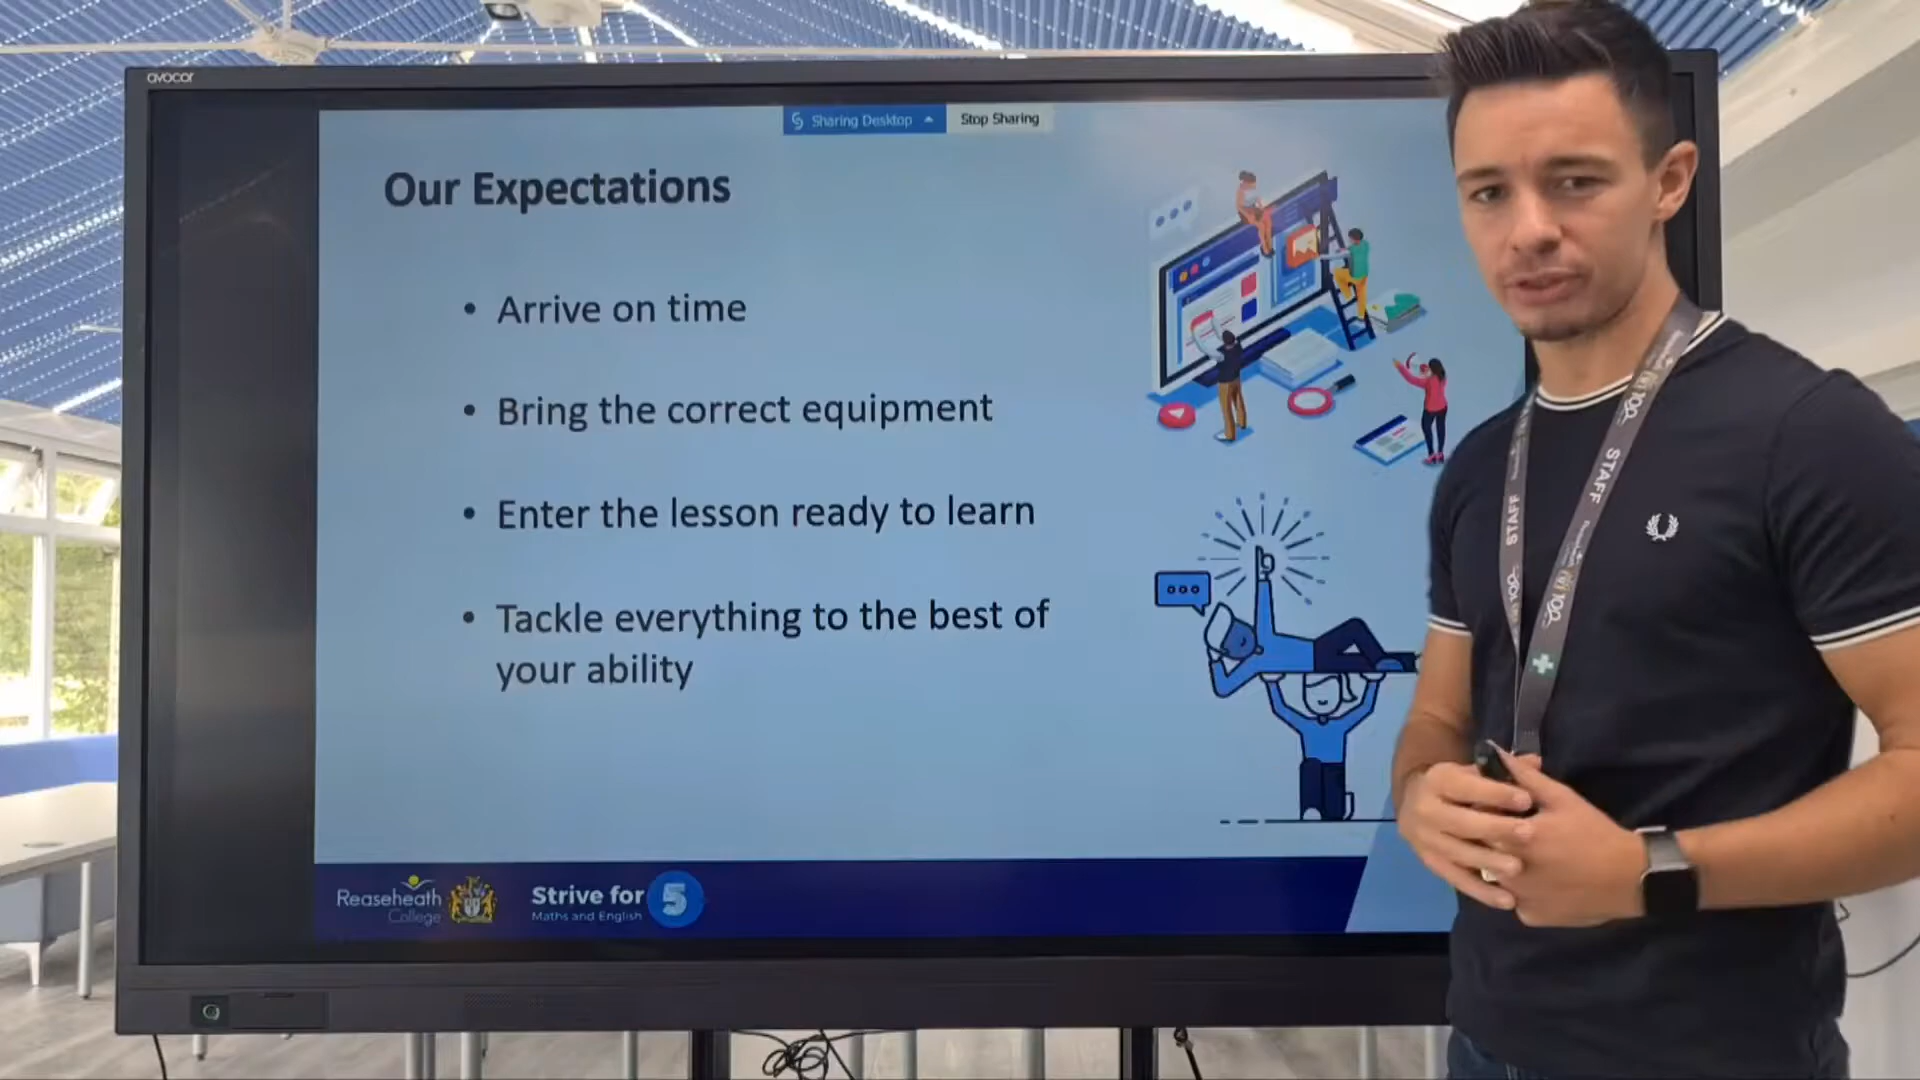 avocor
Sharing Desktop
Stop Sharing
Our Expectations
• Arrive on time
• Bring the correct equipment
• Enter the lesson ready to learn
• Tackle everything to the best of
your ability
Reaseheath
College
Strive for 5
Maths and English
STAFF
STAFF
100
100